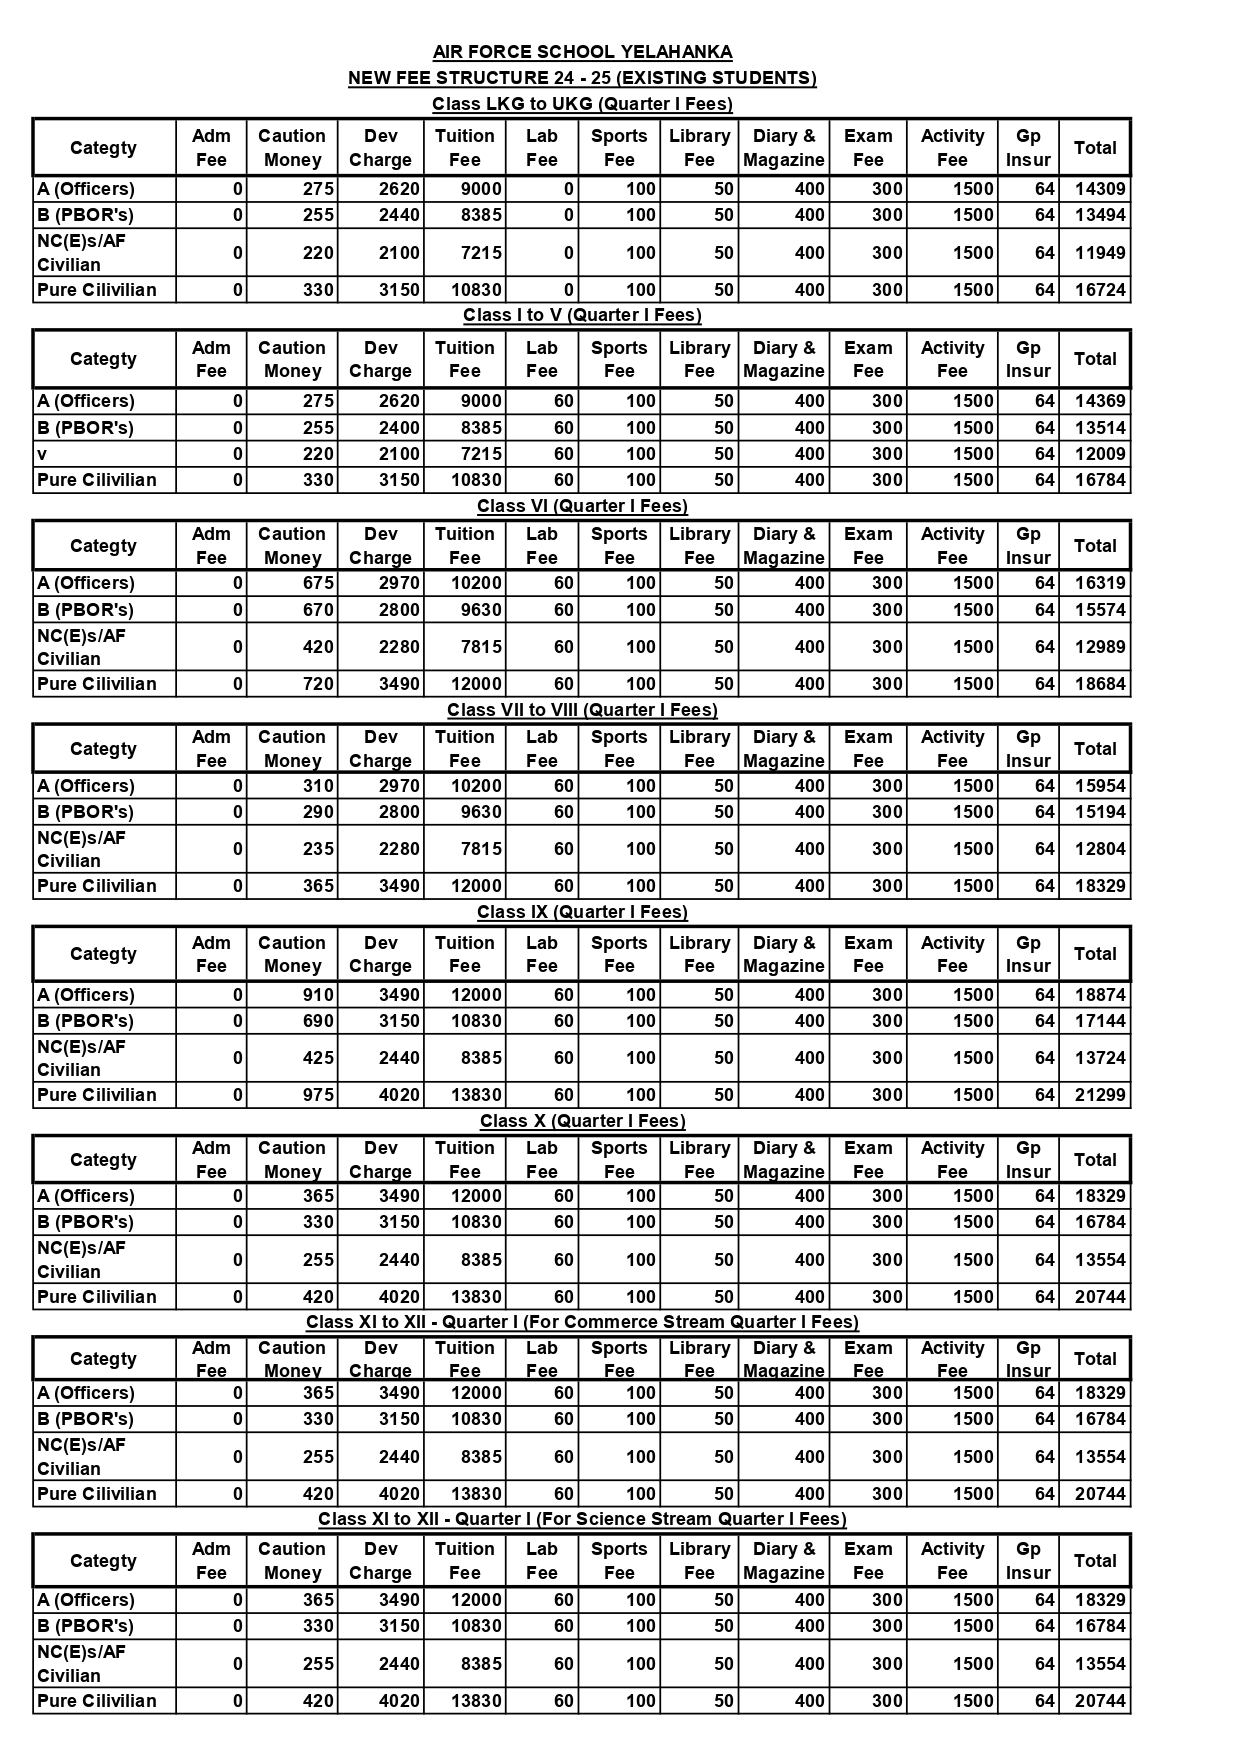 AIR FORCE SCHOOL YELAHANKA
NEW FEE STRUCTURE 24 - 25 (EXISTING STUDENTS)
Class LKG to UKG (Quarter I Fees)
Categty Adm Fee Caution Money Dev Charge Tuition Fee Lab Fee Sports Fee Library Fee Diary & Magazine Exam Fee Activity Fee Gp Insur Total
A (Officers) 0 275 2620 9000 0 100 50 400 300 1500 64 14309
B (PBOR's) 0 255 2440 8385 0 100 50 400 300 1500 64 13494
NC(E)s/AF Civilian 0 220 2100 7215 0 100 50 400 300 1500 64 11949
Pure Cilivilian 0 330 3150 10830 0 100 50 400 300 1500 64 16724
Class I to V (Quarter I Fees)
Categty Adm Fee Caution Money Dev Charge Tuition Fee Lab Fee Sports Fee Library Fee Diary & Magazine Exam Fee Activity Fee Gp Insur Total
A (Officers) 0 275 2620 9000 60 100 50 400 300 1500 64 14369
B (PBOR's) 0 255 2400 8385 60 100 50 400 300 1500 64 13514
v 0 220 2100 7215 60 100 50 400 300 1500 64 12009
Pure Cilivilian 0 330 3150 10830 60 100 50 400 300 1500 64 16784
Class VI (Quarter I Fees)
Categty Adm Fee Caution Money Dev Charge Tuition Fee Lab Fee Sports Fee Library Fee Diary & Magazine Exam Fee Activity Fee Gp Insur Total
A (Officers) 0 675 2970 10200 60 100 50 400 300 1500 64 16319
B (PBOR's) 0 670 2800 9630 60 100 50 400 300 1500 64 15574
NC(E)s/AF Civilian 0 420 2280 7815 60 100 50 400 300 1500 64 12989
Pure Cilivilian 0 720 3490 12000 60 100 50 400 300 1500 64 18684
Class VII to VIII (Quarter I Fees)
Categty Adm Fee Caution Money Dev Charge Tuition Fee Lab Fee Sports Fee Library Fee Diary & Magazine Exam Fee Activity Fee Gp Insur Total
A (Officers) 0 310 2970 10200 60 100 50 400 300 1500 64 15954
B (PBOR's) 0 290 2800 9630 60 100 50 400 300 1500 64 15194
NC(E)s/AF Civilian 0 235 2280 7815 60 100 50 400 300 1500 64 12804
Pure Cilivilian 0 365 3490 12000 60 100 50 400 300 1500 64 18329
Class IX (Quarter I Fees)
Categty Adm Fee Caution Money Dev Charge Tuition Fee Lab Fee Sports Fee Library Fee Diary & Magazine Exam Fee Activity Fee Gp Insur Total
A (Officers) 0 910 3490 12000 60 100 50 400 300 1500 64 18874
B (PBOR's) 0 690 3150 10830 60 100 50 400 300 1500 64 17144
NC(E)s/AF Civilian 0 425 2440 8385 60 100 50 400 300 1500 64 13724
Pure Cilivilian 0 975 4020 13830 60 100 50 400 300 1500 64 21299
Class X (Quarter I Fees)
Categty Adm Fee Caution Money Dev Charge Tuition Fee Lab Fee Sports Fee Library Fee Diary & Magazine Exam Fee Activity Fee Gp Insur Total
A (Officers) 0 365 3490 12000 60 100 50 400 300 1500 64 18329
B (PBOR's) 0 330 3150 10830 60 100 50 400 300 1500 64 16784
NC(E)s/AF Civilian 0 255 2440 8385 60 100 50 400 300 1500 64 13554
Pure Cilivilian 0 420 4020 13830 60 100 50 400 300 1500 64 20744
Class XI to XII - Quarter I (For Commerce Stream Quarter I Fees)
Categty Adm Fee Caution Money Dev Charge Tuition Fee Lab Fee Sports Fee Library Fee Diary & Magazine Exam Fee Activity Fee Gp Insur Total
A (Officers) 0 365 3490 12000 60 100 50 400 300 1500 64 18329
B (PBOR's) 0 330 3150 10830 60 100 50 400 300 1500 64 16784
NC(E)s/AF Civilian 0 255 2440 8385 60 100 50 400 300 1500 64 13554
Pure Cilivilian 0 420 4020 13830 60 100 50 400 300 1500 64 20744
Class XI to XII - Quarter I (For Science Stream Quarter I Fees)
Categty Adm Fee Caution Money Dev Charge Tuition Fee Lab Fee Sports Fee Library Fee Diary & Magazine Exam Fee Activity Fee Gp Insur Total
A (Officers) 0 365 3490 12000 60 100 50 400 300 1500 64 18329
B (PBOR's) 0 330 3150 10830 60 100 50 400 300 1500 64 16784
NC(E)s/AF Civilian 0 255 2440 8385 60 100 50 400 300 1500 64 13554
Pure Cilivilian 0 420 4020 13830 60 100 50 400 300 1500 64 20744